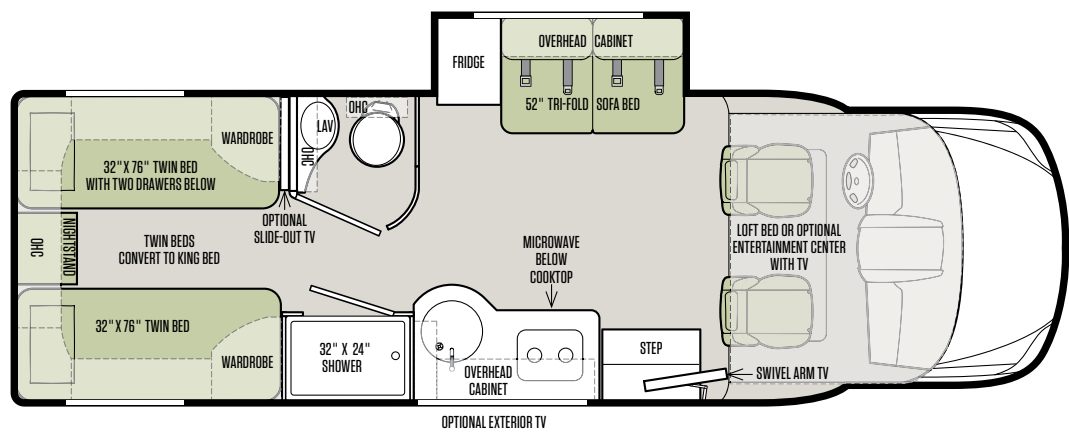 OVERHEAD CABINET
FRIDGE
52" TRI-FOLD SOFA BED
OHC
LAV
OHC
WARDROBE
32"X 76" TWIN BED
WITH TWO DRAWERS BELOW
OPTIONAL
SLIDE-OUT TV
NIGHTSTAND
OHC
TWIN BEDS
CONVERT TO KING BED
MICROWAVE
BELOW
COOKTOP
LOFT BED OR OPTIONAL
ENTERTAINMENT CENTER
WITH TV
32"X 76" TWIN BED
WARDROBE
32" X 24"
SHOWER
OVERHEAD
CABINET
STEP
SWIVEL ARM TV
OPTIONAL EXTERIOR TV